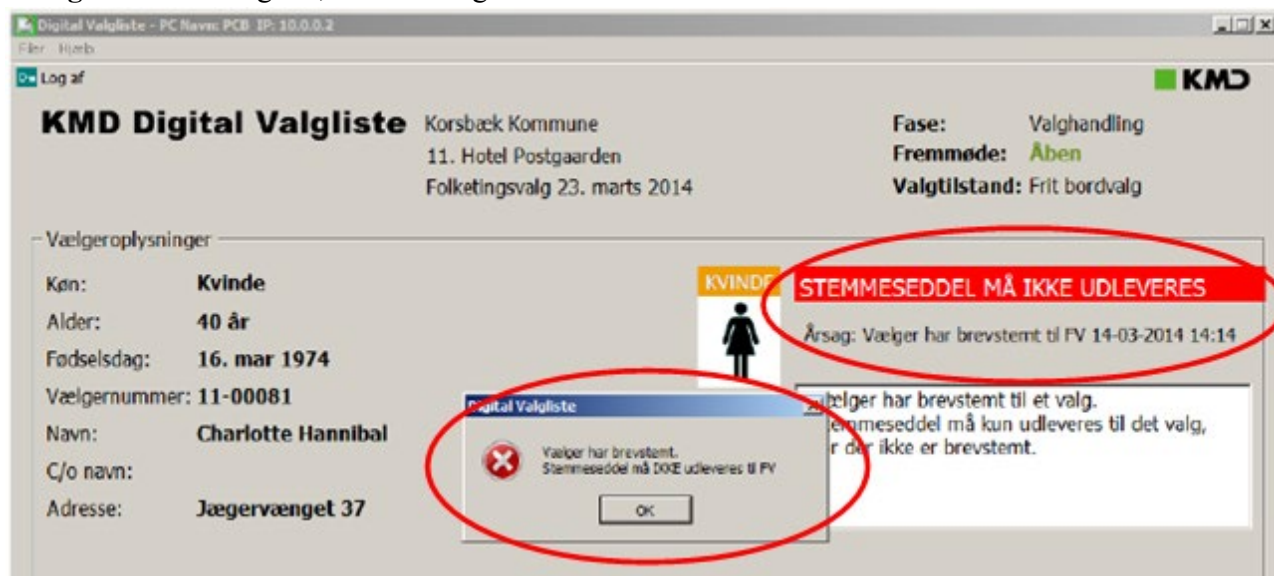 Digital Valgliste - PC Navn: PCB IP: 10.0.0.2
Filer Hjælp
Log af
KMD
KMD Digital Valgliste
Korsbæk Kommune
11. Hotel Postgaarden
Folketingsvalg 23. marts 2014
Fase: Valghandling
Fremmøde: Åben
Valgtilstand: Frit bordvalg
Vælgeroplysninger
Køn: Kvinde
Alder: 40 år
Fødselsdag: 16. mar 1974
Vælgernummer: 11-00081
Navn: Charlotte Hannibal
C/o navn:
Adresse: Jægervænget 37
KVINDE
STEMMESEDDEL MÅ IKKE UDLEVERES
Årsag: Vælger har brevstemt til FV 14-03-2014 14:14
ælger har brevstemt til et valg.
emmeseddel må kun udleveres til det valg,
r der ikke er brevstemt.
Digital Valgliste
Vælger har brevstemt.
Stemmeseddel må IKKE udleveres til FV
OK